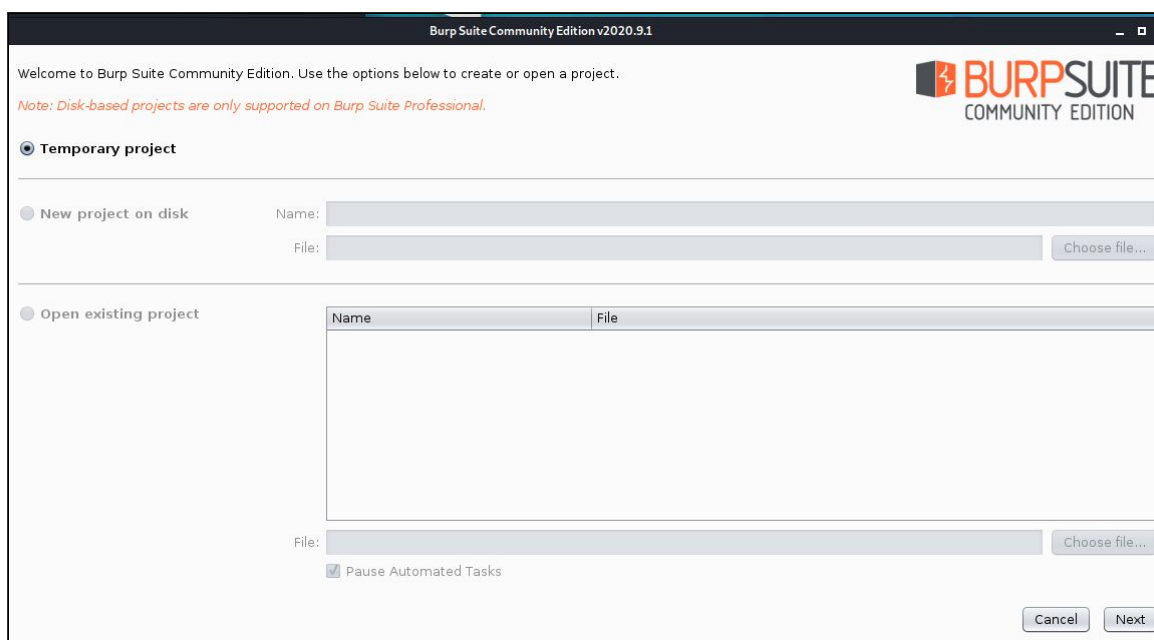 Burp Suite Community Edition v2020.9.1
Welcome to Burp Suite Community Edition. Use the options below to create or open a project.
Note: Disk-based projects are only supported on Burp Suite Professional.
BURPSUITE
COMMUNITY EDITION
Temporary project
New project on disk Name:
File: Choose file...
Open existing project
Name File
File: Choose file...
Pause Automated Tasks
Cancel Next